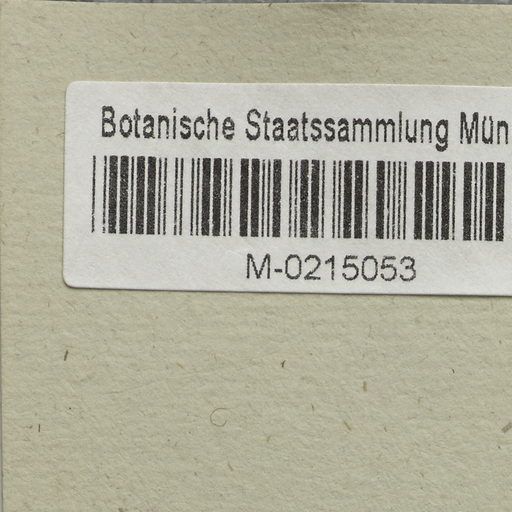 Botanische Staatssammlung Mün
M-0215053